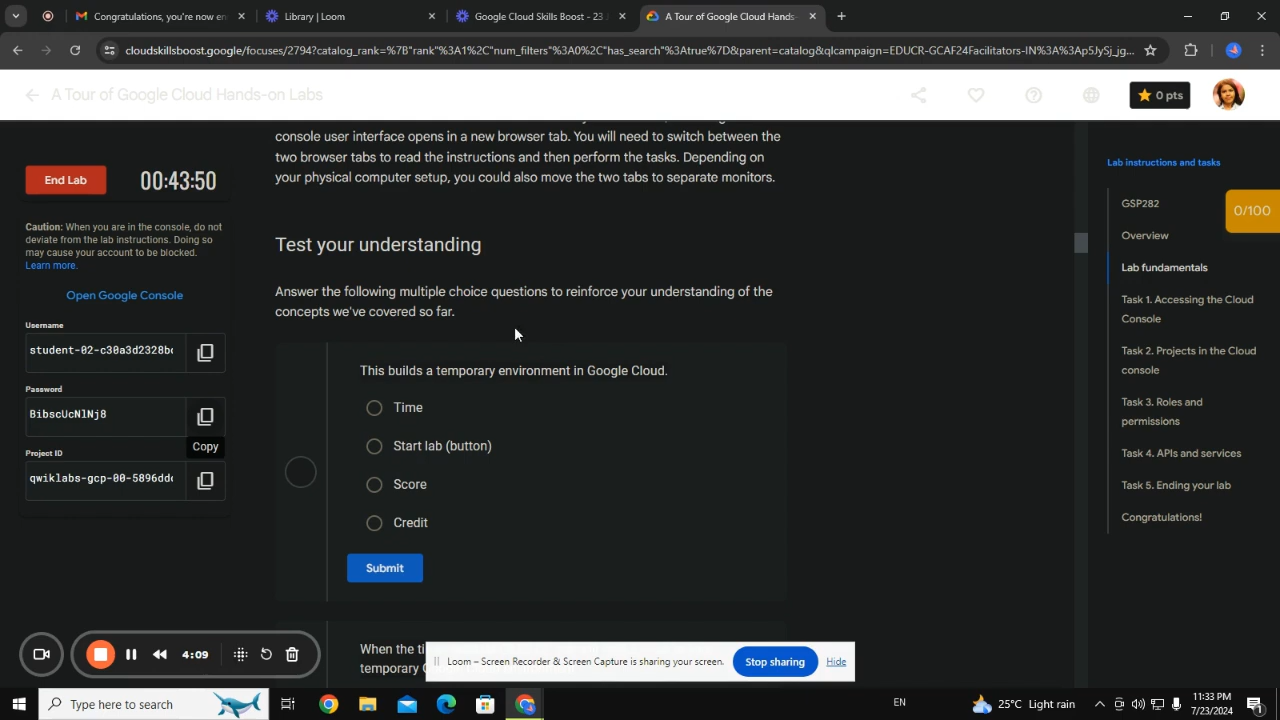 Congratulations, you're now en
Library | Loom
Google Cloud Skills Boost - 23
A Tour of Google Cloud Hands-
cloudskillsboost.google/focuses/2794?catalog_rank=%7B"rank"%3A1%2C"num_filters"%3A0%2C"has_search"%3Atrue%7D&parent=catalog&qlcampaign=EDUCR-GCAF24Facilitators-IN%3A%3Ap5JySj_jg...
A Tour of Google Cloud Hands-on Labs
0 pts
console user interface opens in a new browser tab. You will need to switch between the
two browser tabs to read the instructions and then perform the tasks. Depending on
your physical computer setup, you could also move the two tabs to separate monitors.
End Lab
00:43:50
Caution: When you are in the console, do not
deviate from the lab instructions. Doing so
may cause your account to be blocked.
Learn more.
Open Google Console
Username
student-02-c30a3d2328b
Password
BibscUcNlNj8
Copy
Project ID
qwiklabs-gcp-00-5896dd
Test your understanding
Answer the following multiple choice questions to reinforce your understanding of the
concepts we've covered so far.
This builds a temporary environment in Google Cloud.
Time
Start lab (button)
Score
Credit
Submit
When the ti
temporary
Lab instructions and tasks
GSP282
0/100
Overview
Lab fundamentals
Task 1. Accessing the Cloud
Console
Task 2. Projects in the Cloud
console
Task 3. Roles and
permissions
Task 4. APIs and services
Task 5. Ending your lab
Congratulations!
4:09
Loom – Screen Recorder & Screen Capture is sharing your screen.
Stop sharing
Hide
Type here to search
EN
25°C Light rain
11:33 PM
7/23/2024
1